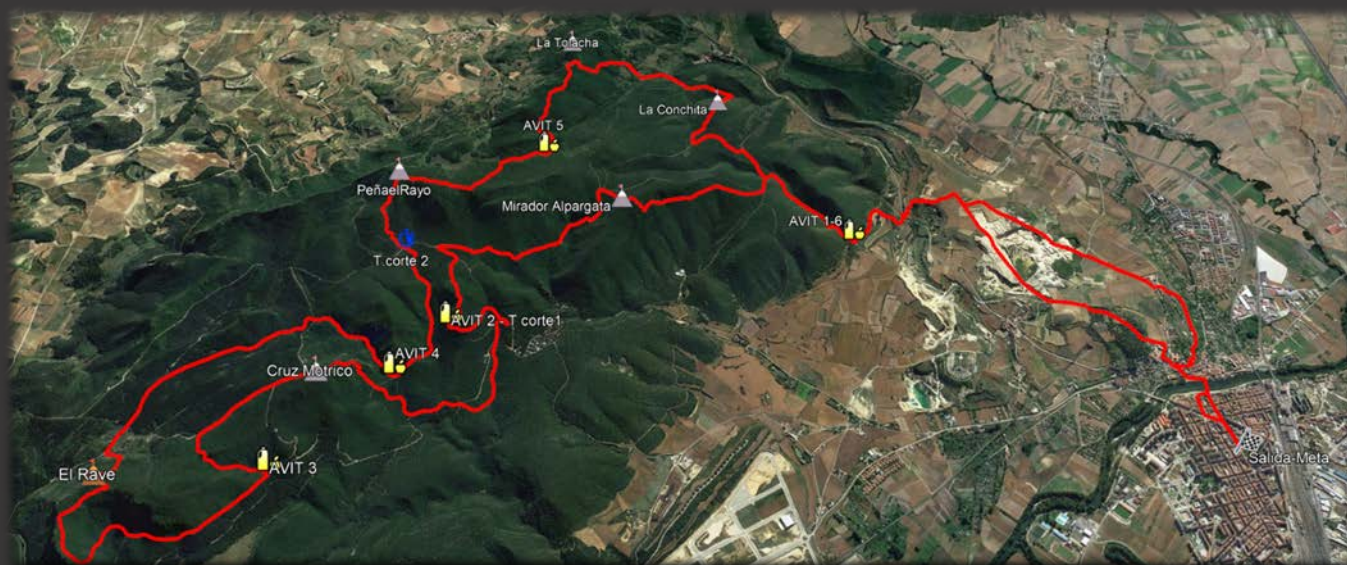 La Tolacha
La Conchita
AVIT 5
PeñaelRayo
Mirador Alpargata
AVIT 1-6
T.corte 2
AVIT 2 - T corte1
AVIT 4
Cruz Motrico
El Rave
AVIT 3
Salida-Meta